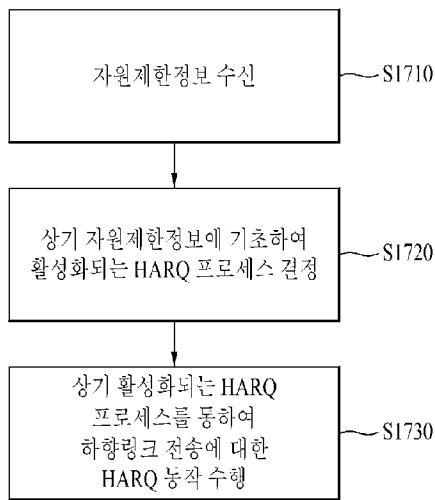 자원제한정보 수신
S1710
상기 자원제한정보에 기초하여
활성화되는 HARQ 프로세스 결정
S1720
상기 활성화되는 HARQ
프로세스를 통하여
하향링크 전송에 대한
HARQ 동작 수행
S1730